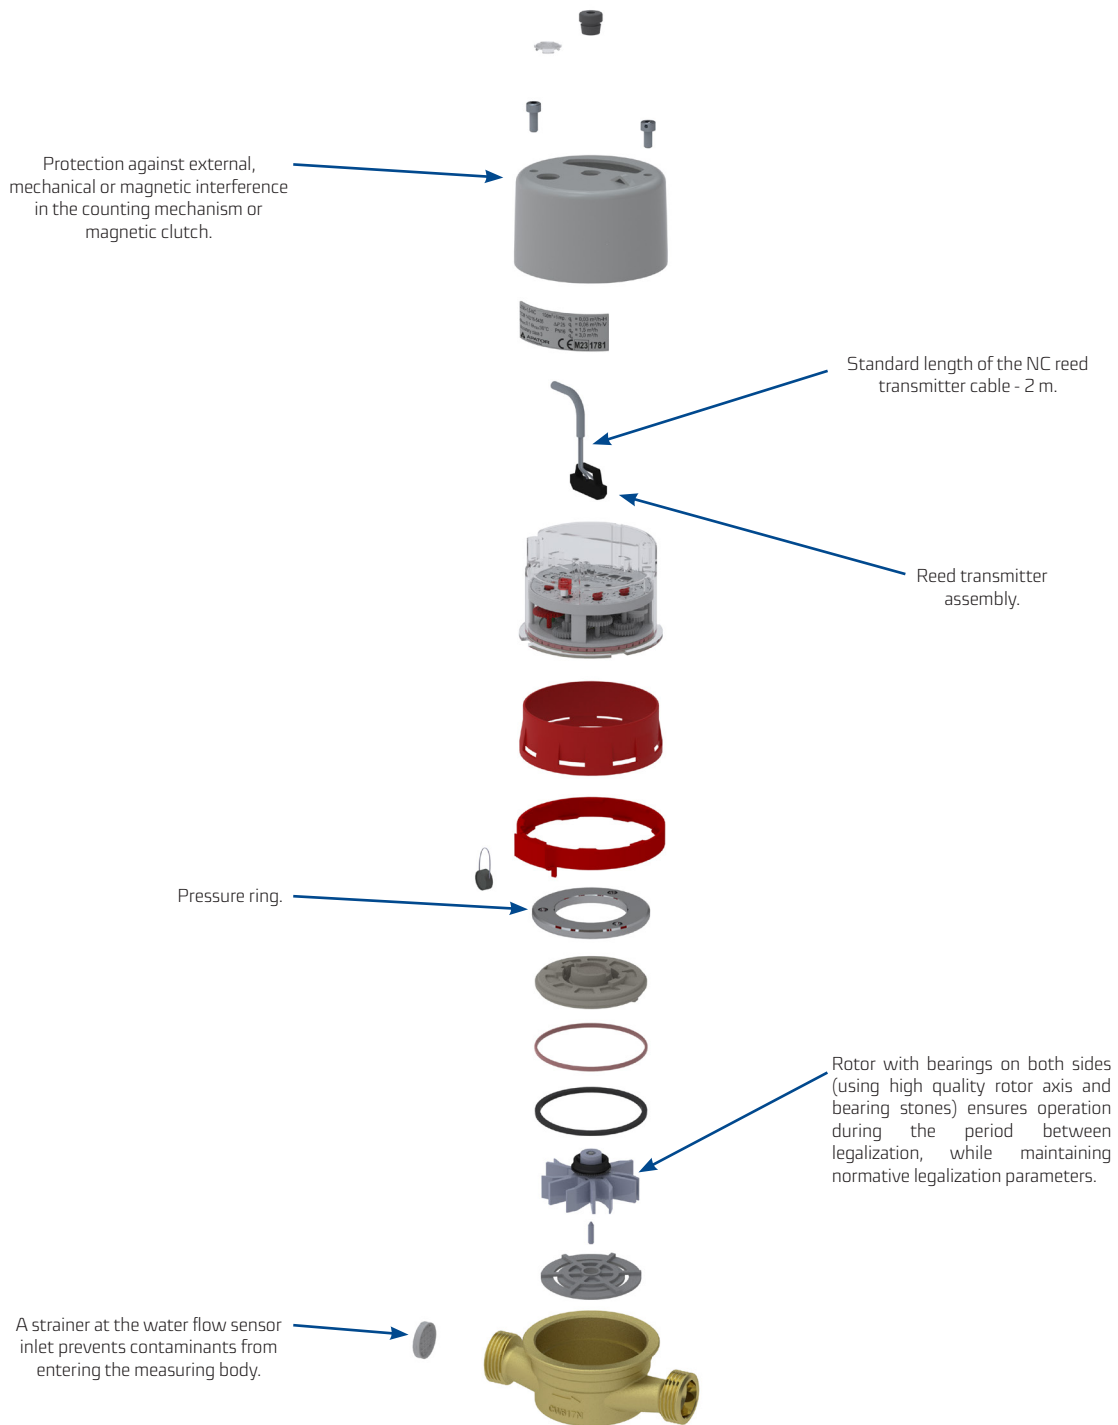 Protection against external,
mechanical or magnetic interference
in the counting mechanism or
magnetic clutch.
CE M23 1781
Standard length of the NC reed
transmitter cable - 2 m.
Reed transmitter
assembly.
Pressure ring.
Rotor with bearings on both sides
(using high quality rotor axis and
bearing stones) ensures operation
during the period between
legalization, while maintaining
normative legalization parameters.
A strainer at the water flow sensor
inlet prevents contaminants from
entering the measuring body.
CW617N